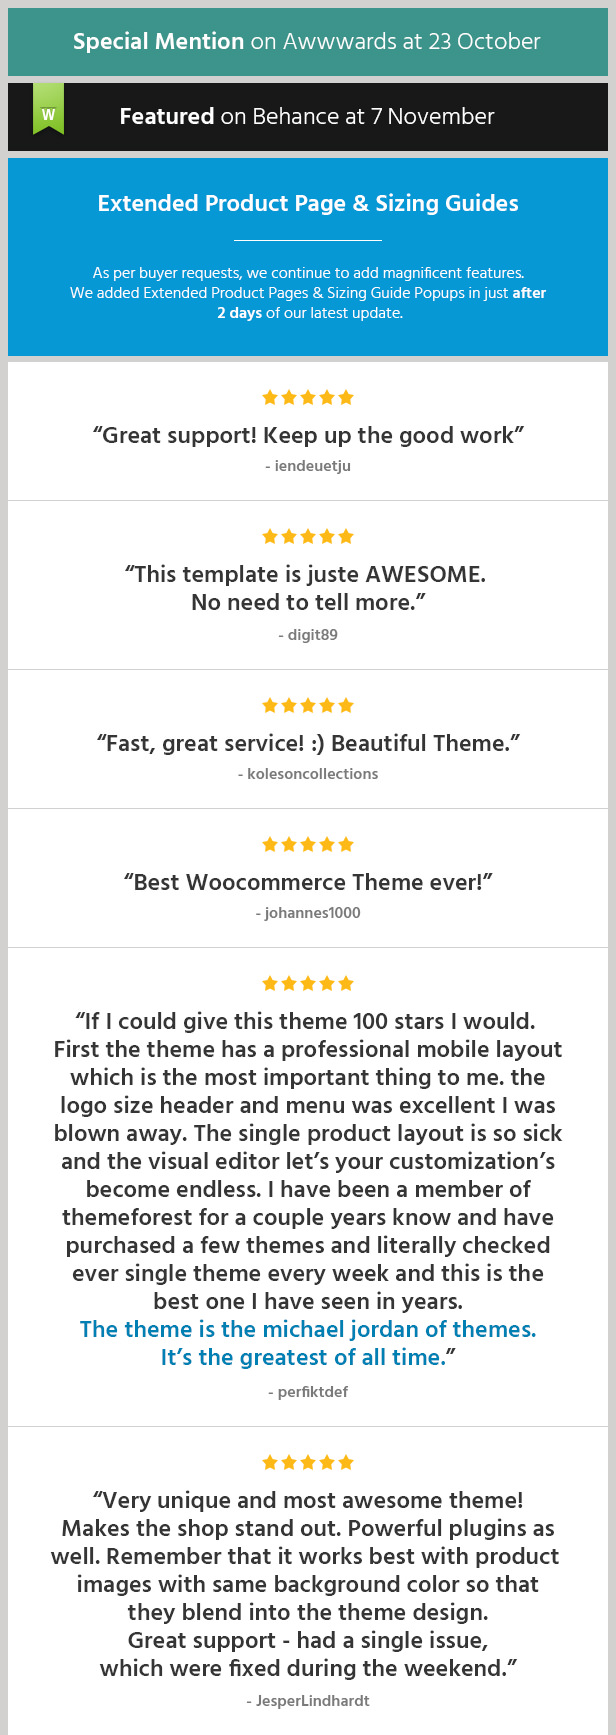 Special Mention on Awwwards at 23 October
W
Featured on Behance at 7 November
Extended Product Page & Sizing Guides
As per buyer requests, we continue to add magnificent features.
We added Extended Product Pages & Sizing Guide Popups in just after
2 days of our latest update.
“Great support! Keep up the good work”
- iendeuetju
“This template is juste AWESOME.
No need to tell more.”
- digit89
“Fast, great service! :) Beautiful Theme.”
- kolesoncollections
“Best Woocommerce Theme ever!”
- johannes1000
“If I could give this theme 100 stars I would.
First the theme has a professional mobile layout
which is the most important thing to me. the
logo size header and menu was excellent I was
blown away. The single product layout is so sick
and the visual editor let’s your customization’s
become endless. I have been a member of
themeforest for a couple years know and have
purchased a few themes and literally checked
ever single theme every week and this is the
best one I have seen in years.
The theme is the michael jordan of themes.
It’s the greatest of all time.”
- perfiktdef
“Very unique and most awesome theme!
Makes the shop stand out. Powerful plugins as
well. Remember that it works best with product
images with same background color so that
they blend into the theme design.
Great support - had a single issue,
which were fixed during the weekend.”
- JesperLindhardt